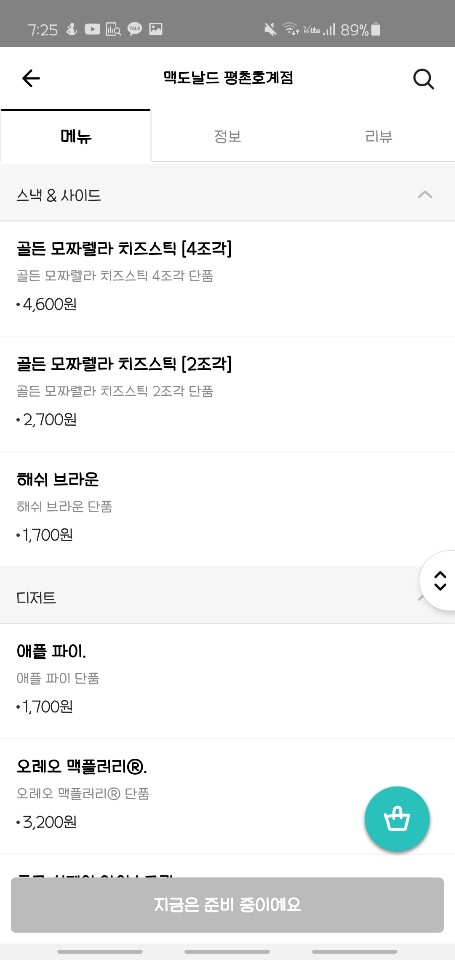 7:25
89%
맥도날드 평촌호계점
메뉴 정보 리뷰
스낵 & 사이드
골든 모짜렐라 치즈스틱 [4조각]
골든 모짜렐라 치즈스틱 4조각 단품
•4,600원
골든 모짜렐라 치즈스틱 [2조각]
골든 모짜렐라 치즈스틱 2조각 단품
•2,700원
해쉬 브라운
해쉬 브라운 단품
•1,700원
디저트
애플 파이.
애플 파이 단품
•1,700원
오레오 맥플러리®.
오레오 맥플러리® 단품
•3,200원
지금은 준비 중이에요